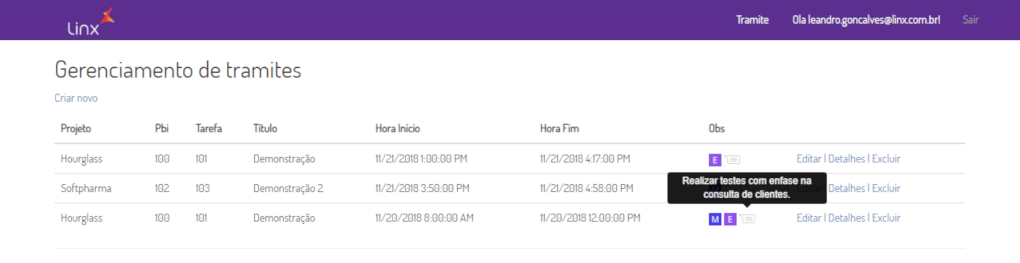 Linx
Tramite Ola leandro.goncalves@linx.com.br! Sair
Gerenciamento de tramites
Criar novo
Projeto Pbi Tarefa Titulo Hora Inicio Hora Fim Obs
Hourglass 100 101 Demonstração 11/21/2018 1:00:00 PM 11/21/2018 4:17:00 PM E Editar | Detalhes | Excluir
Softpharma 102 103 Demonstração 2 11/21/2018 3:50:00 PM 11/21/2018 4:58:00 PM Editar | Detalhes | Excluir
Realizar testes com enfase na
consulta de clientes.
Hourglass 100 101 Demonstração 11/20/2018 8:00:00 AM 11/20/2018 12:00:00 PM M E Editar | Detalhes | Excluir